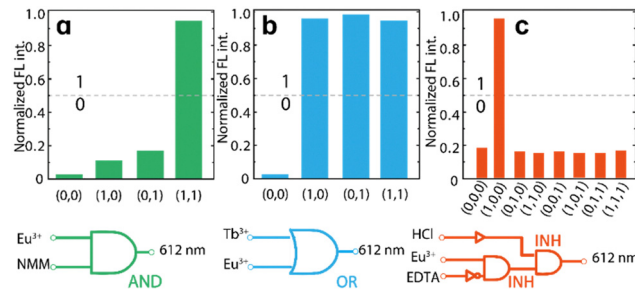 a
Normalized FL int.
1
0.8
0.6
0.4
0.2
0
1
0
(0,0)
(1,0)
(0,1)
(1,1)
Eu³⁺
NMM
612 nm
AND
b
Normalized FL int.
1
0.8
0.6
0.4
0.2
0
1
0
(0,0)
(1,0)
(0,1)
(1,1)
Tb³⁺
Eu³⁺
612 nm
OR
c
Normalized FL int.
1
0.8
0.6
0.4
0.2
0
1
0
(0,0,0)
(1,0,0)
(0,1,0)
(1,1,0)
(0,0,1)
(1,0,1)
(0,1,1)
(1,1,1)
HCl
Eu³⁺
EDTA
INH
INH
612 nm